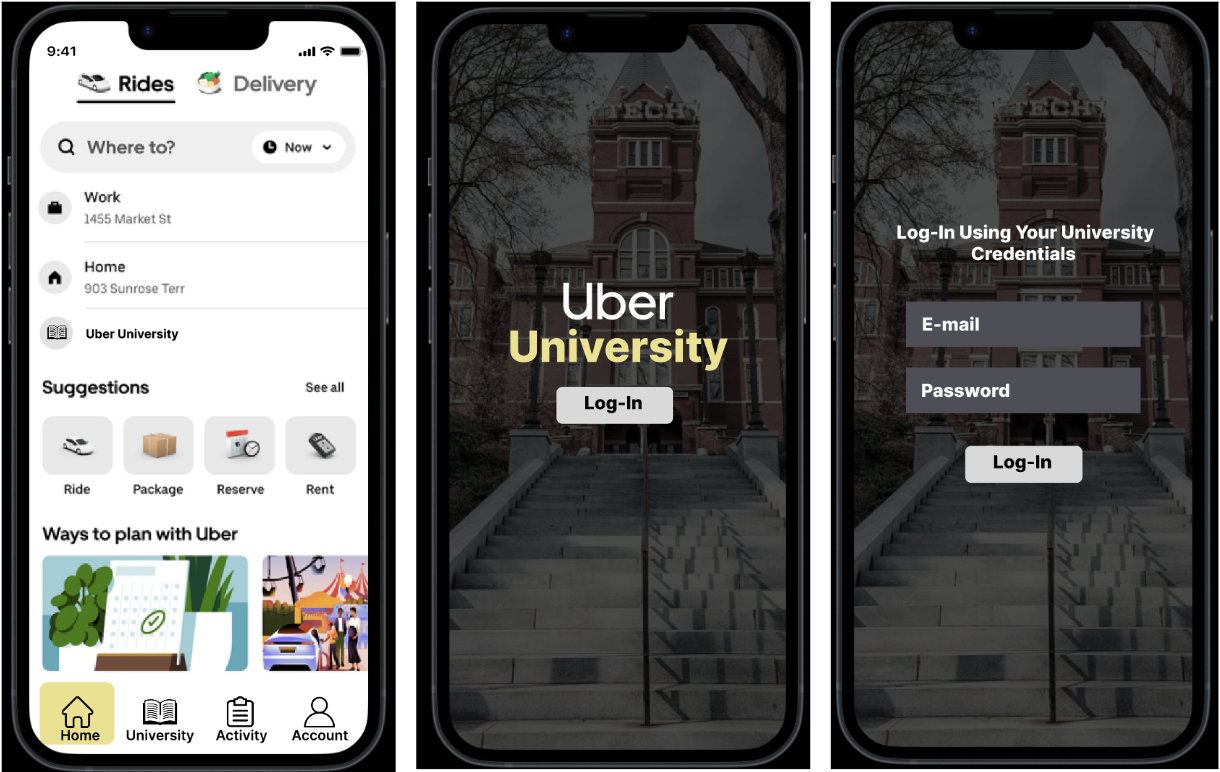 9:41
Rides
Delivery
Where to?
Now
Work
1455 Market St
Home
903 Sunrose Terr
Uber University
Suggestions
See all
Ride
Package
Reserve
Rent
Ways to plan with Uber
Home
University
Activity
Account
TECH
Uber
University
Log-In
TECH
Log-In Using Your University
Credentials
E-mail
Password
Log-In